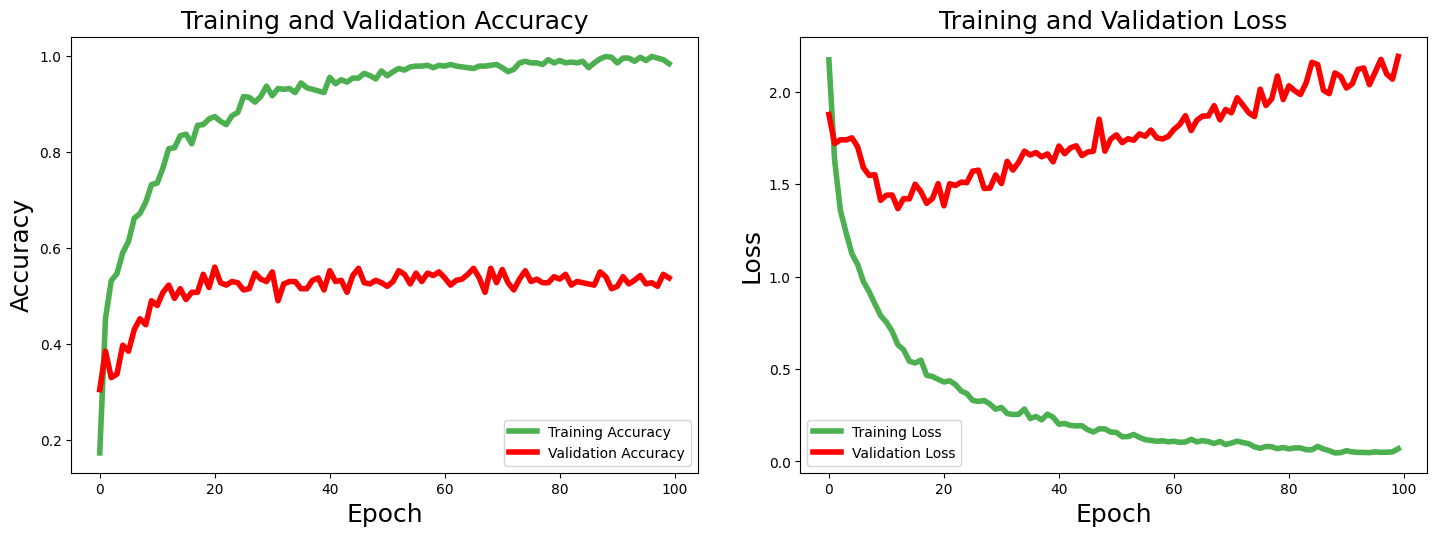 Training and Validation Accuracy
Accuracy
1.0
0.8
0.6
0.4
0.2
Training Accuracy
Validation Accuracy
0 20 40 60 80 100
Epoch
Training and Validation Loss
Loss
2.0
1.5
1.0
0.5
0.0
Training Loss
Validation Loss
0 20 40 60 80 100
Epoch